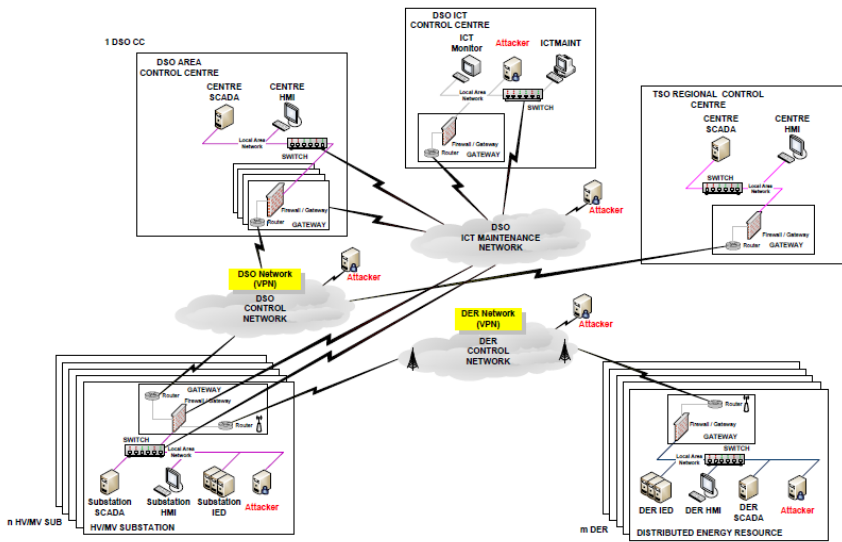 1 DSO CC
DSO AREA
CONTROL CENTRE
CENTRE
SCADA
CENTRE
HMI
Local Area
Network
SWITCH
Firewall / Gateway
Router
GATEWAY
DSO ICT
CONTROL CENTRE
ICT
Monitor
Attacker
ICTMAINT
Local Area
Network
SWITCH
Firewall / Gateway
Router
GATEWAY
TSO REGIONAL CONTROL
CENTRE
CENTRE
SCADA
CENTRE
HMI
SWITCH
Local Area
Network
Firewall / Gateway
Router
GATEWAY
Attacker
DSO
ICT MAINTENANCE
NETWORK
DSO Network
(VPN)
Attacker
DSO
CONTROL
NETWORK
DER Network
(VPN)
Attacker
DER
CONTROL
NETWORK
GATEWAY
Router
Firewall / Gateway
Router
SWITCH
Local Area
Network
Substation
SCADA
Substation
HMI
Substation
IED
Attacker
n HV/MV SUB
HV/MV SUBSTATION
Router
Firewall / Gateway
GATEWAY
Local Area
Network
SWITCH
DER IED
DER HMI
DER
SCADA
Attacker
m DER
DISTRIBUTED ENERGY RESOURCE